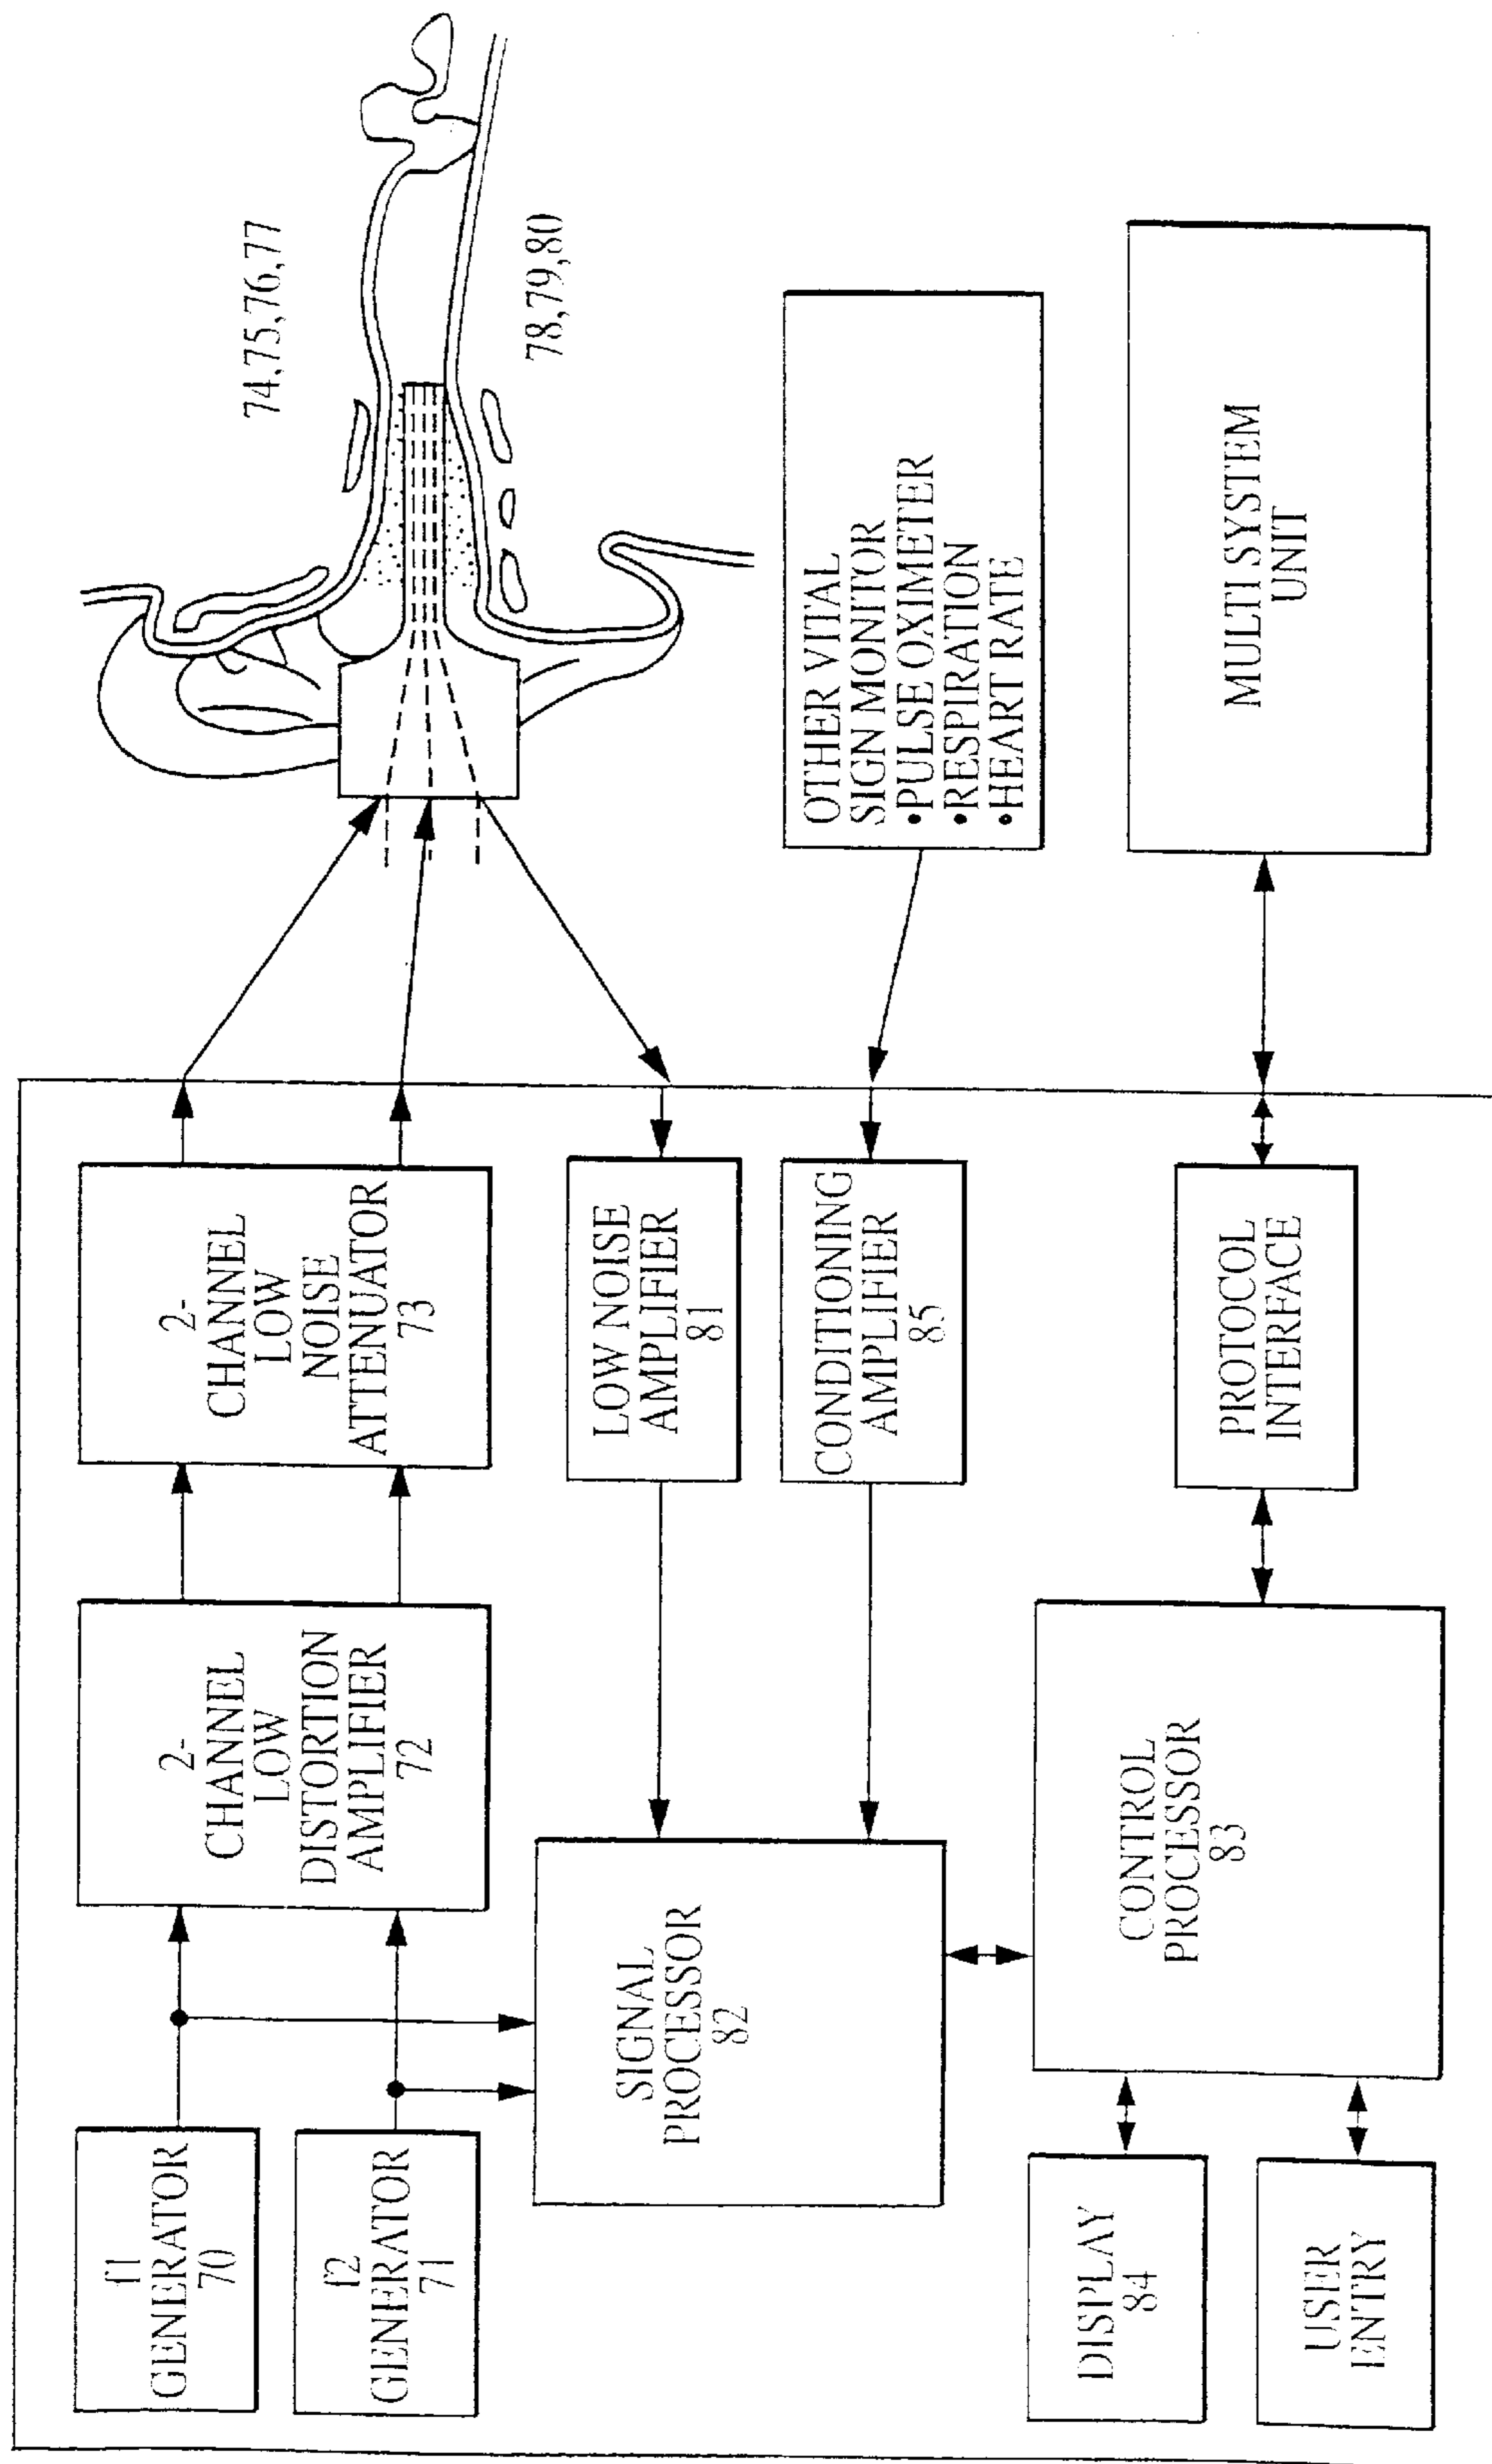 f1
GENERATOR
70
f2
GENERATOR
71
2-
CHANNEL
LOW
DISTORTION
AMPLIFIER
72
2-
CHANNEL
LOW
NOISE
ATTENUATOR
73
74,75,76,77
78,79,80
SIGNAL
PROCESSOR
82
LOW NOISE
AMPLIFIER
81
CONDITIONING
AMPLIFIER
85
OTHER VITAL
SIGN MONITOR
•PULSE OXIMETER
•RESPIRATION
•HEART RATE
DISPLAY
84
USER
ENTRY
CONTROL
PROCESSOR
83
PROTOCOL
INTERFACE
MULTI SYSTEM
UNIT